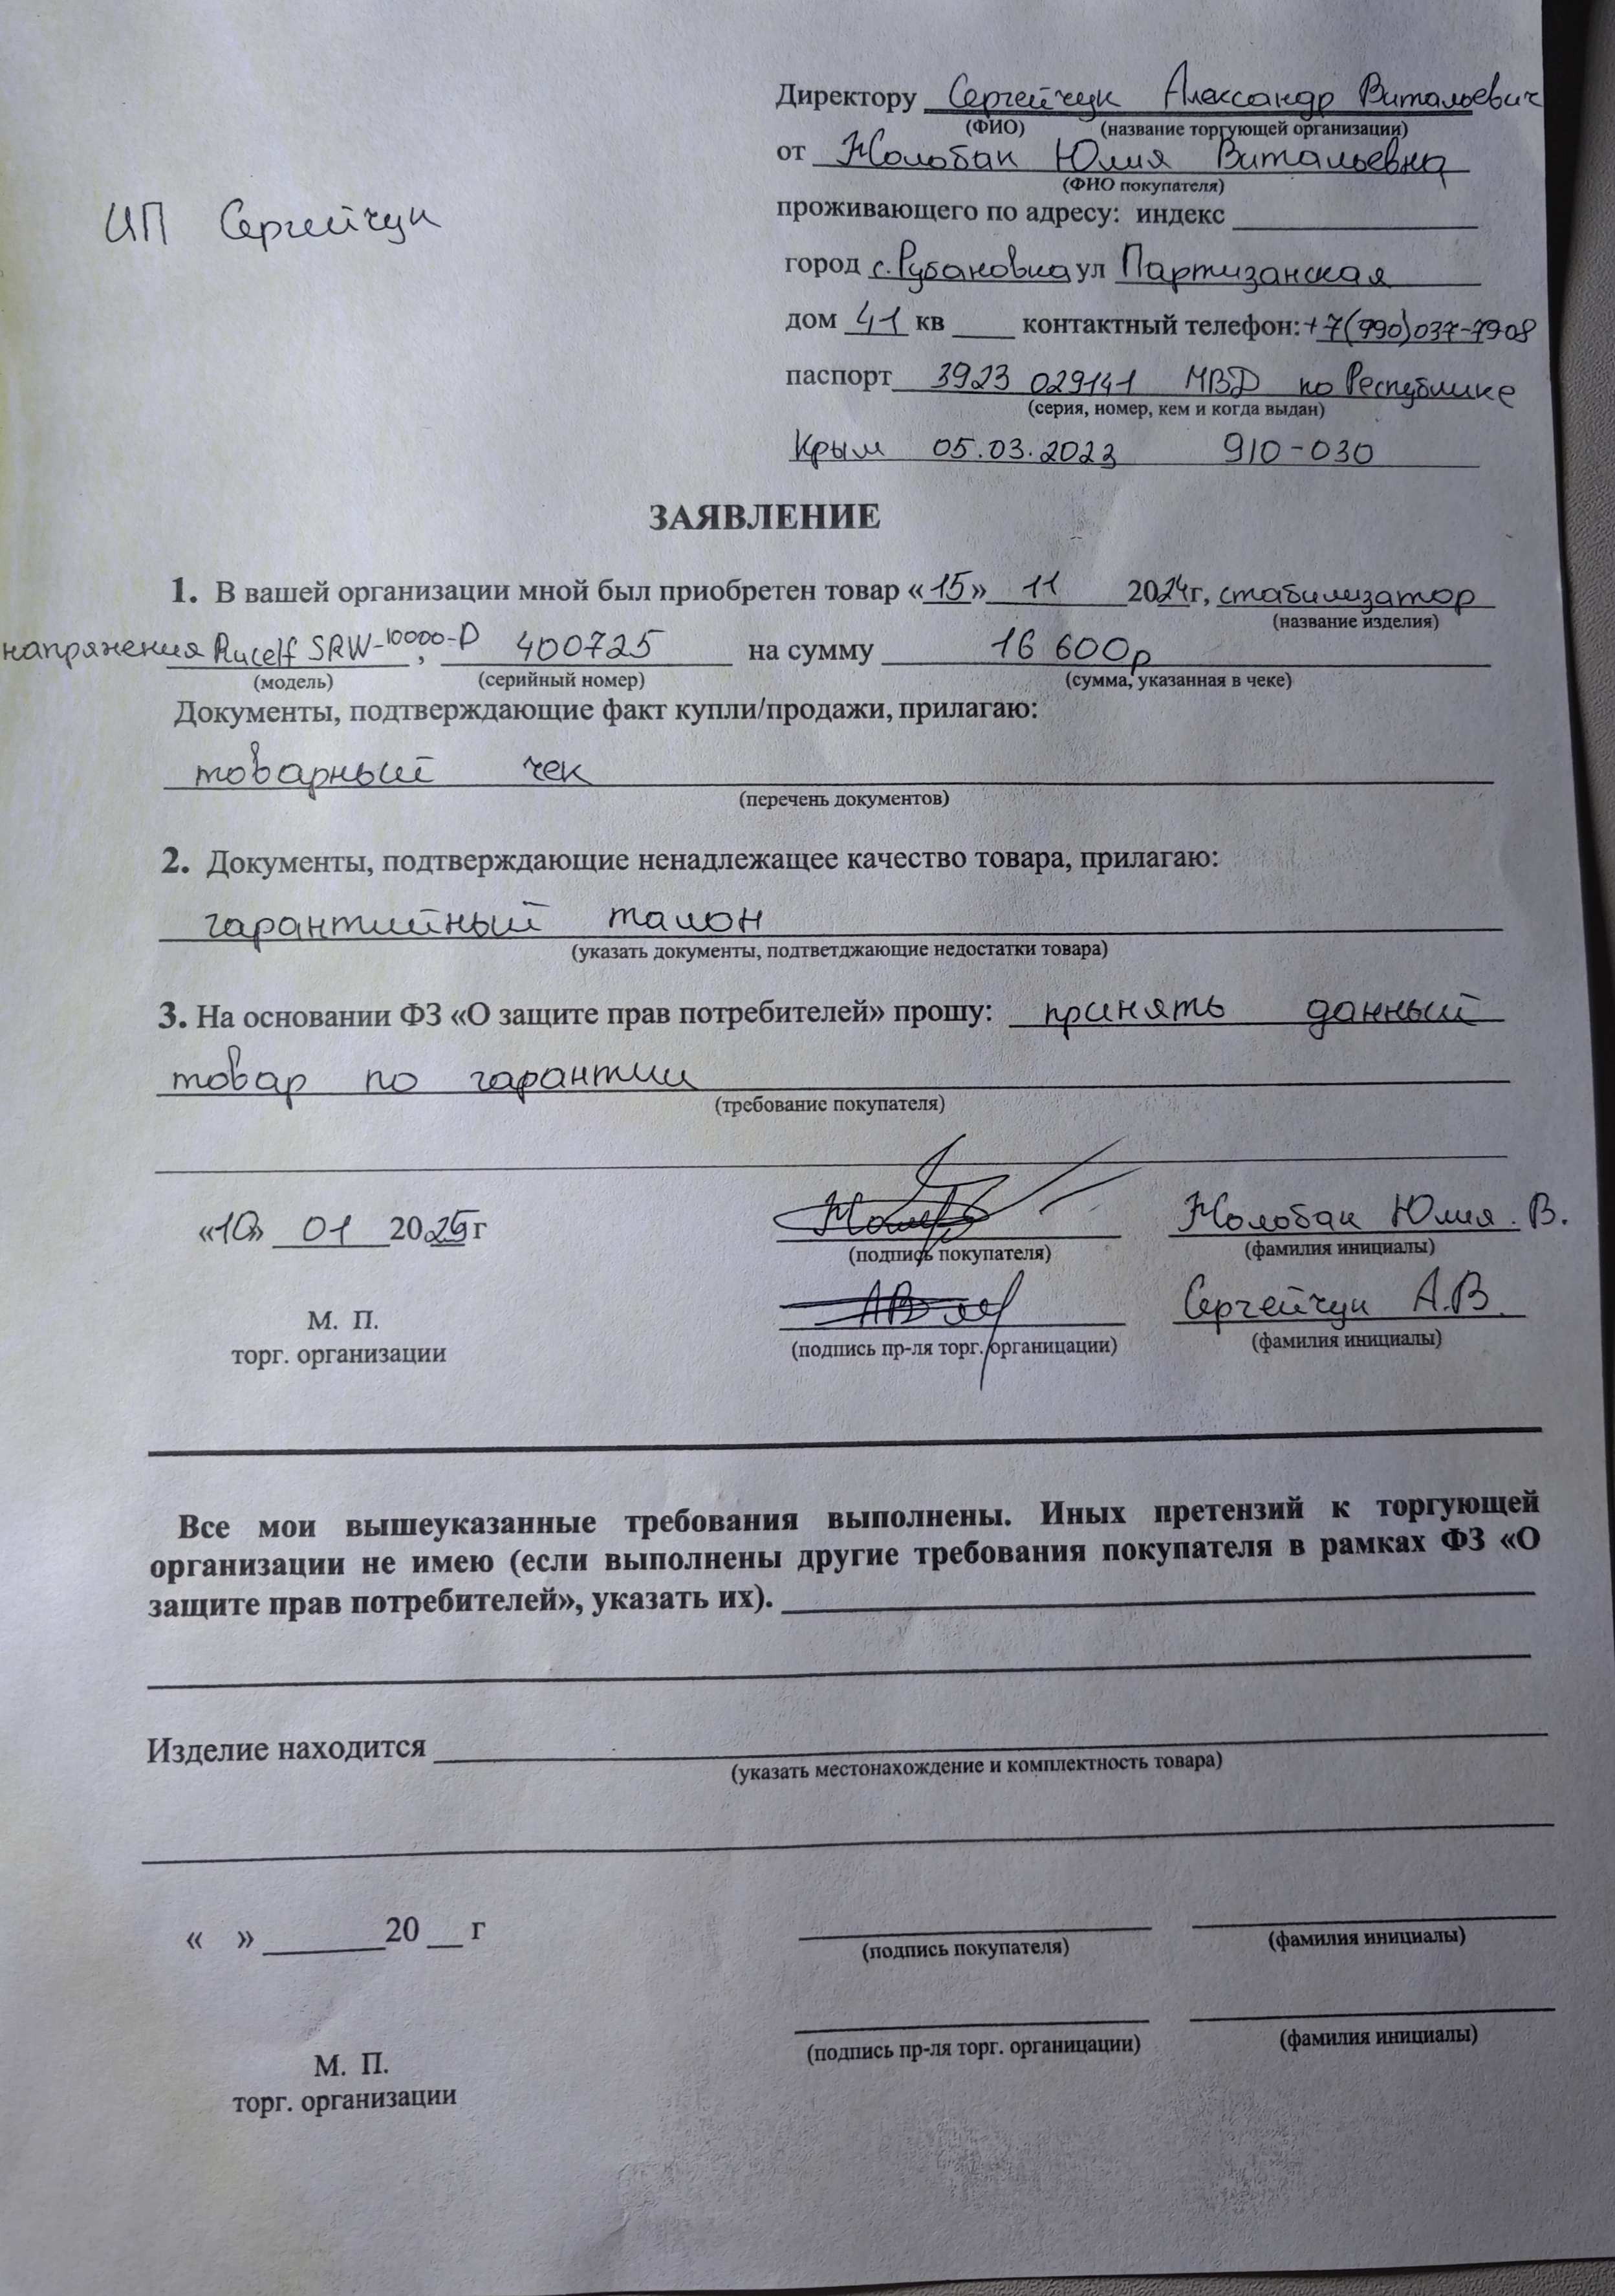 Директору Сергейчук Александр Витальевич
(ФИО) (название торгующей организации)
от Жолобак Юлия Витальевна
(ФИО покупателя)
ИП Сергейчук
проживающего по адресу: индекс
город с. Рубановка ул Партизанская
дом 41 кв контактный телефон: +7(990)037-7908
паспорт 3923 029141 МВД по Республике
(серия, номер, кем и когда выдан)
Крым 05.03.2023 910-030
ЗАЯВЛЕНИЕ
1. В вашей организации мной был приобретен товар «15» 11 2024г, стабилизатор
(название изделия)
напряжения Rucelf SRW-10000-D, 400725 на сумму 16 600р
(модель) (серийный номер) (сумма, указанная в чеке)
Документы, подтверждающие факт купли/продажи, прилагаю:
товарный чек
(перечень документов)
2. Документы, подтверждающие ненадлежащее качество товара, прилагаю:
гарантийный талон
(указать документы, подтветджающие недостатки товара)
3. На основании ФЗ «О защите прав потребителей» прошу: принять данный
товар по гарантии
(требование покупателя)
«10» 01 2025г Жолобак Юлия. В.
(подпись покупателя) (фамилия инициалы)
Сергейчук А.В.
М. П. (подпись пр-ля торг. органицации) (фамилия инициалы)
торг. организации
Все мои вышеуказанные требования выполнены. Иных претензий к торгующей
организации не имею (если выполнены другие требования покупателя в рамках ФЗ «О
защите прав потребителей», указать их).
Изделие находится
(указать местонахождение и комплектность товара)
« » 20 г
(подпись покупателя) (фамилия инициалы)
(подпись пр-ля торг. органицации) (фамилия инициалы)
М. П.
торг. организации